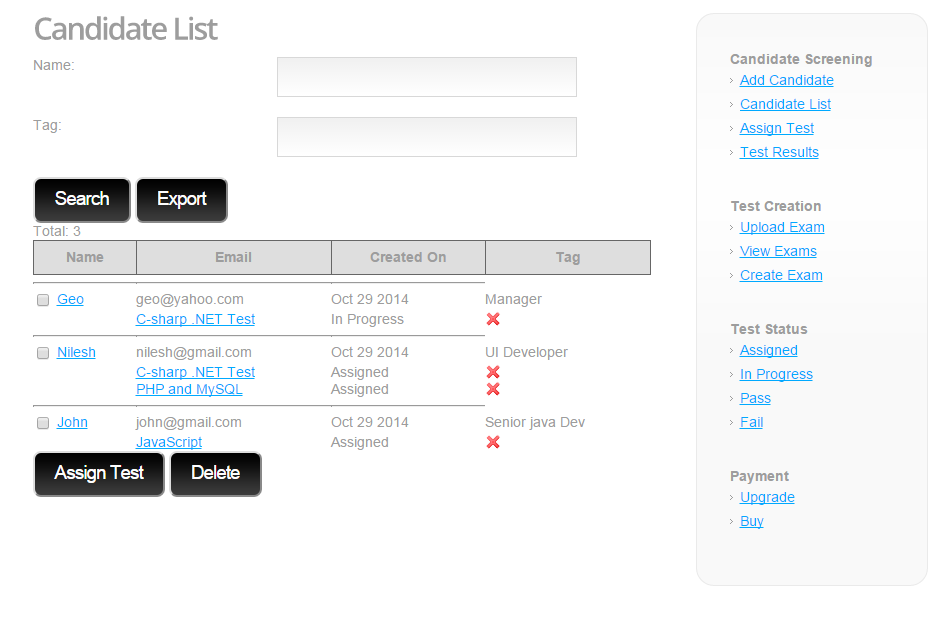 Candidate List
Name:
Tag:
Search Export
Total: 3
Name Email Created On Tag
Geo geo@yahoo.com Oct 29 2014 Manager
C-sharp .NET Test In Progress
Nilesh nilesh@gmail.com Oct 29 2014 UI Developer
C-sharp .NET Test Assigned
PHP and MySQL Assigned
John john@gmail.com Oct 29 2014 Senior java Dev
JavaScript Assigned
Assign Test Delete
Candidate Screening
Add Candidate
Candidate List
Assign Test
Test Results
Test Creation
Upload Exam
View Exams
Create Exam
Test Status
Assigned
In Progress
Pass
Fail
Payment
Upgrade
Buy